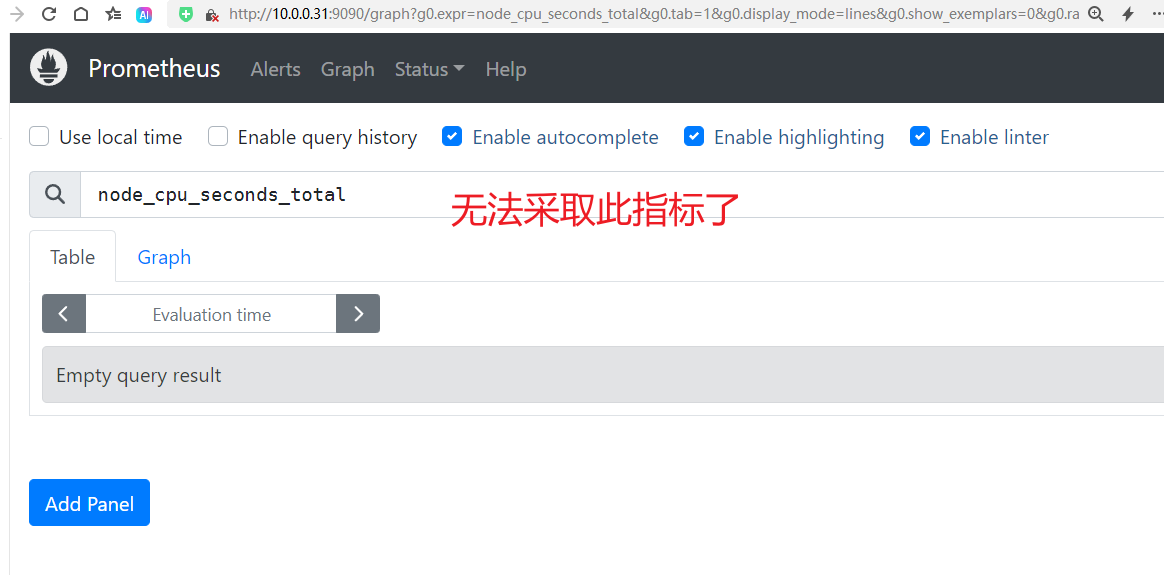 http://10.0.0.31:9090/graph?g0.expr=node_cpu_seconds_total&g0.tab=1&g0.display_mode=lines&g0.show_exemplars=0&g0.ra
AI
Prometheus Alerts Graph Status Help
Use local time Enable query history Enable autocomplete Enable highlighting Enable linter
node_cpu_seconds_total 无法采取此指标了
Table Graph
Evaluation time
Empty query result
Add Panel